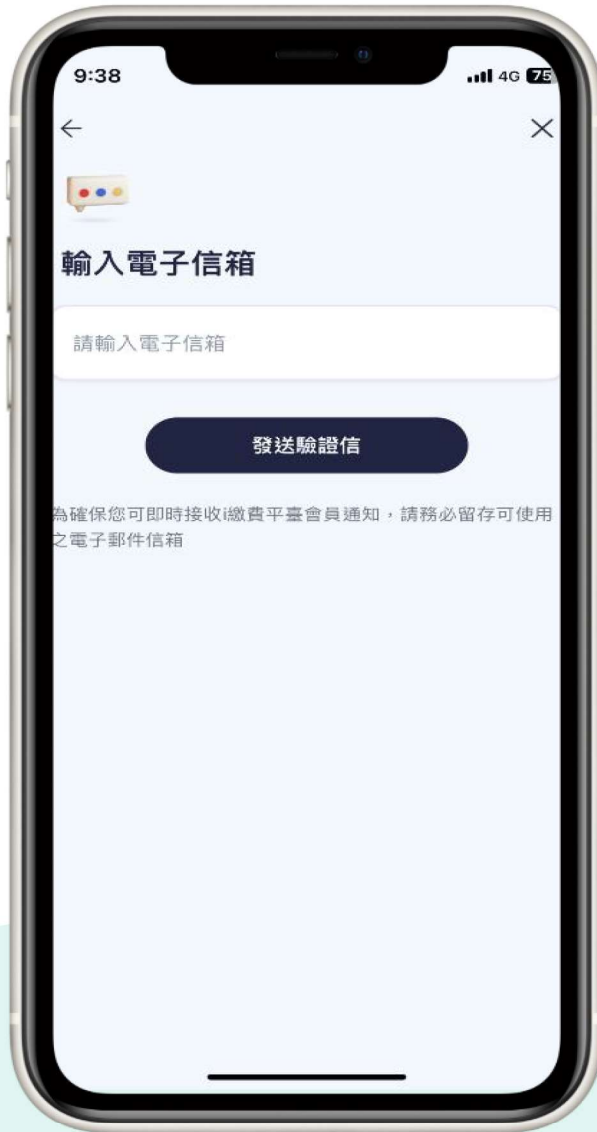 9:38
4G 75
輸入電子信箱
請輸入電子信箱
發送驗證信
為確保您可即時接收i繳費平臺會員通知，請務必留存可使用
之電子郵件信箱